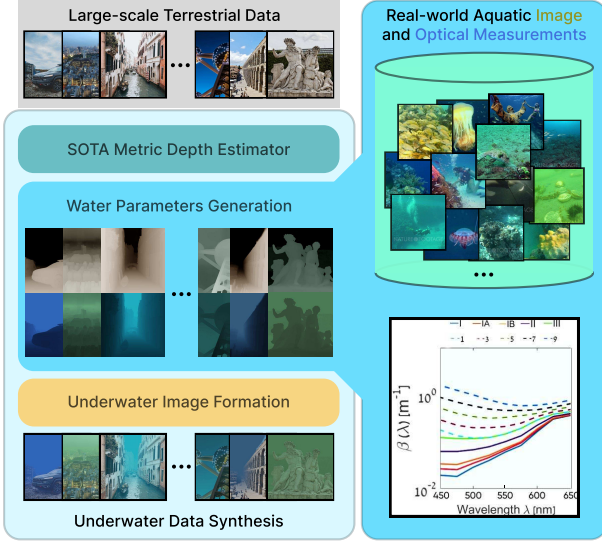 Large-scale Terrestrial Data
SOTA Metric Depth Estimator
Water Parameters Generation
Underwater Image Formation
Underwater Data Synthesis
Real-world Aquatic Image
and Optical Measurements
I IA IB II III
1 3 5 7 9
10⁰
10⁻²
β (λ) [m⁻¹]
450 500 550 600 650
Wavelength λ [nm]